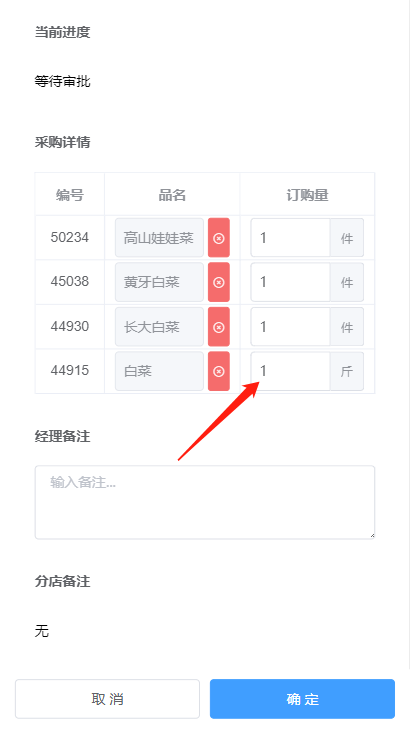 当前进度
等待审批
采购详情
编号 品名 订购量
50234 高山娃娃菜 1 件
45038 黄牙白菜 1 件
44930 长大白菜 1 件
44915 白菜 1 斤
经理备注
输入备注...
分店备注
无
取 消 确 定